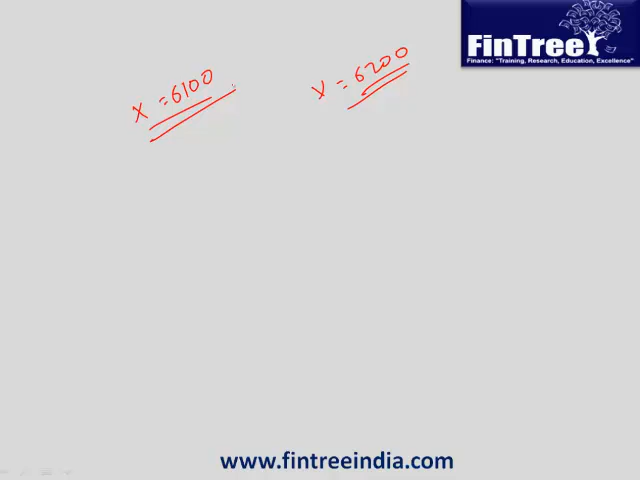 FinTree
Finance: "Training, Research, Education, Excellence"
X = 6100
X = 6200
www.fintreeindia.com